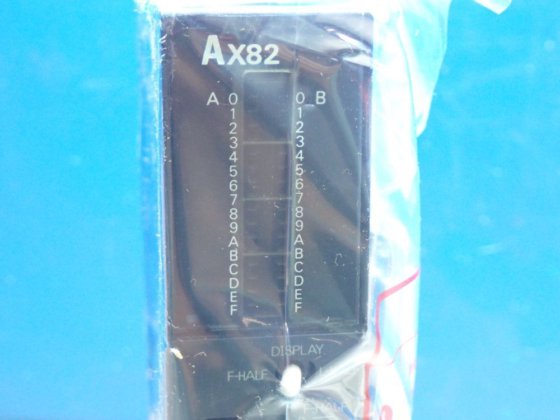 AX82
A 0 0 B
1 1
2 2
3 3
4 4
5 5
6 6
7 7
8 8
9 9
A A
B B
C C
D D
E E
F F
DISPLAY
F-HALF
F-HALF